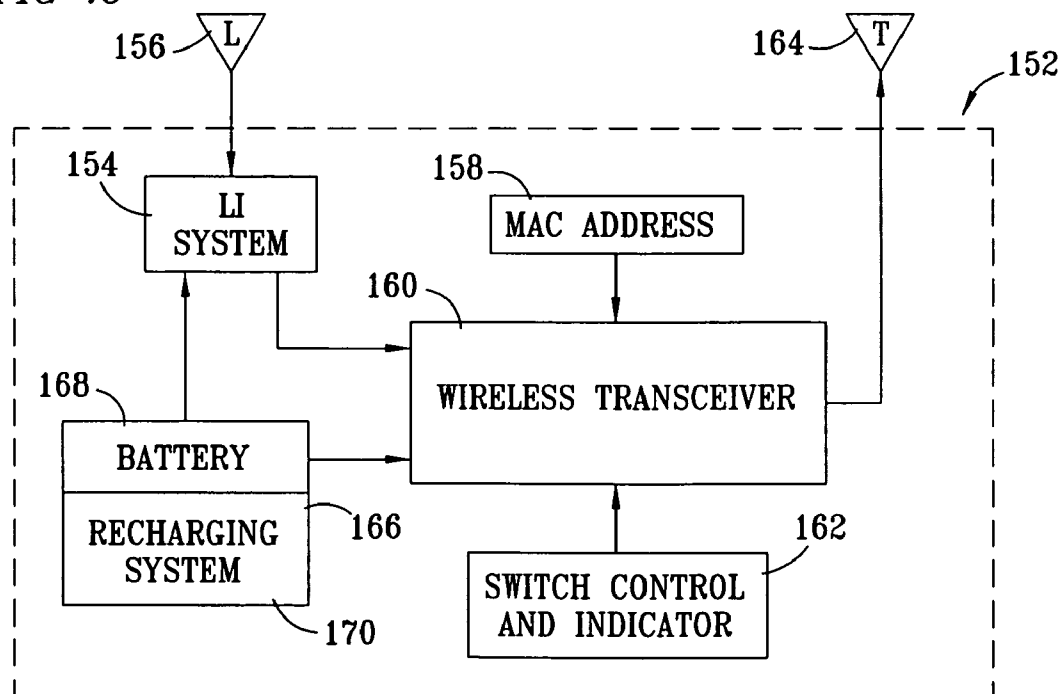 156
L
164
T
152
154
LI
SYSTEM
158
MAC ADDRESS
160
WIRELESS TRANSCEIVER
168
BATTERY
166
RECHARGING
SYSTEM
170
162
SWITCH CONTROL
AND INDICATOR